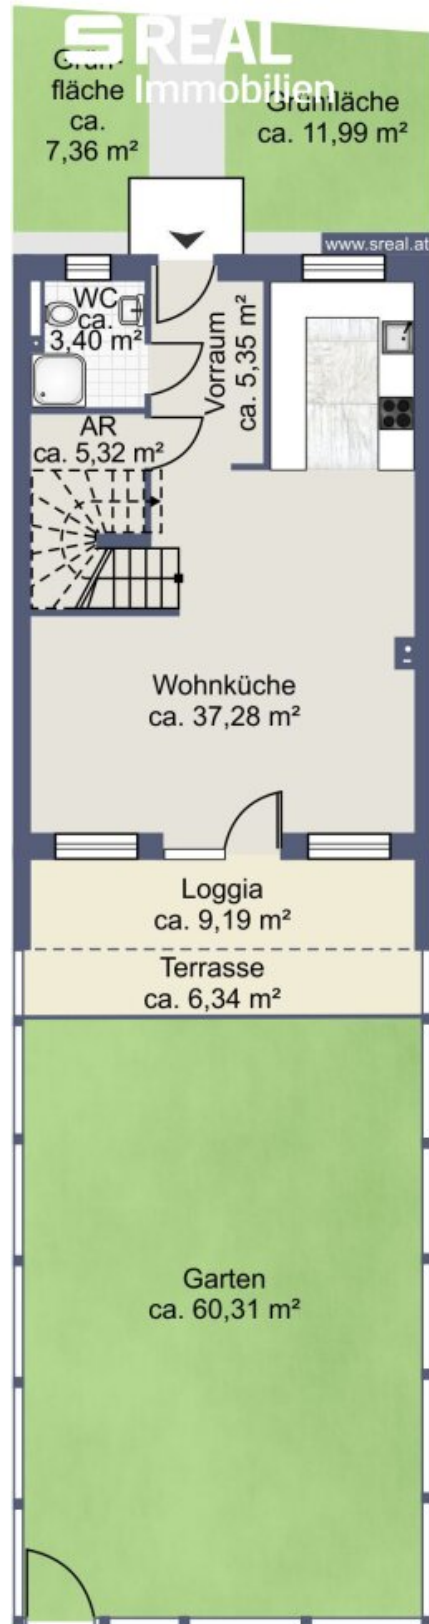 S REAL
Immobilien
Grün-
fläche
ca.
7,36 m²
Grünfläche
ca. 11,99 m²
www.sreal.at
WC
ca.
3,40 m²
Vorraum
ca. 5,35 m²
AR
ca. 5,32 m²
Wohnküche
ca. 37,28 m²
Loggia
ca. 9,19 m²
Terrasse
ca. 6,34 m²
Garten
ca. 60,31 m²